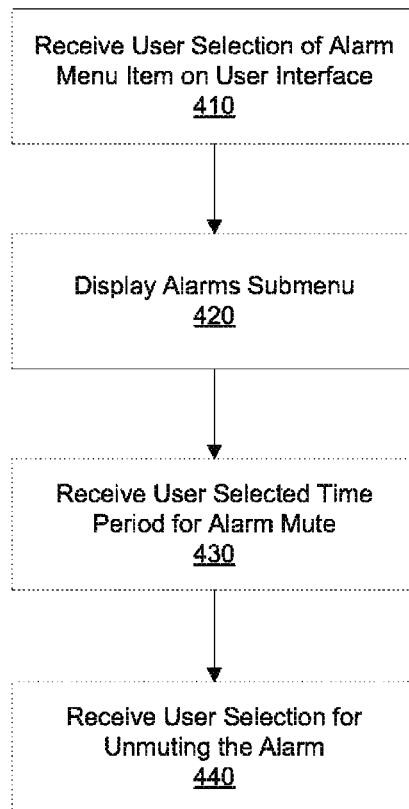 Receive User Selection of Alarm
Menu Item on User Interface
410
Display Alarms Submenu
420
Receive User Selected Time
Period for Alarm Mute
430
Receive User Selection for
Unmuting the Alarm
440